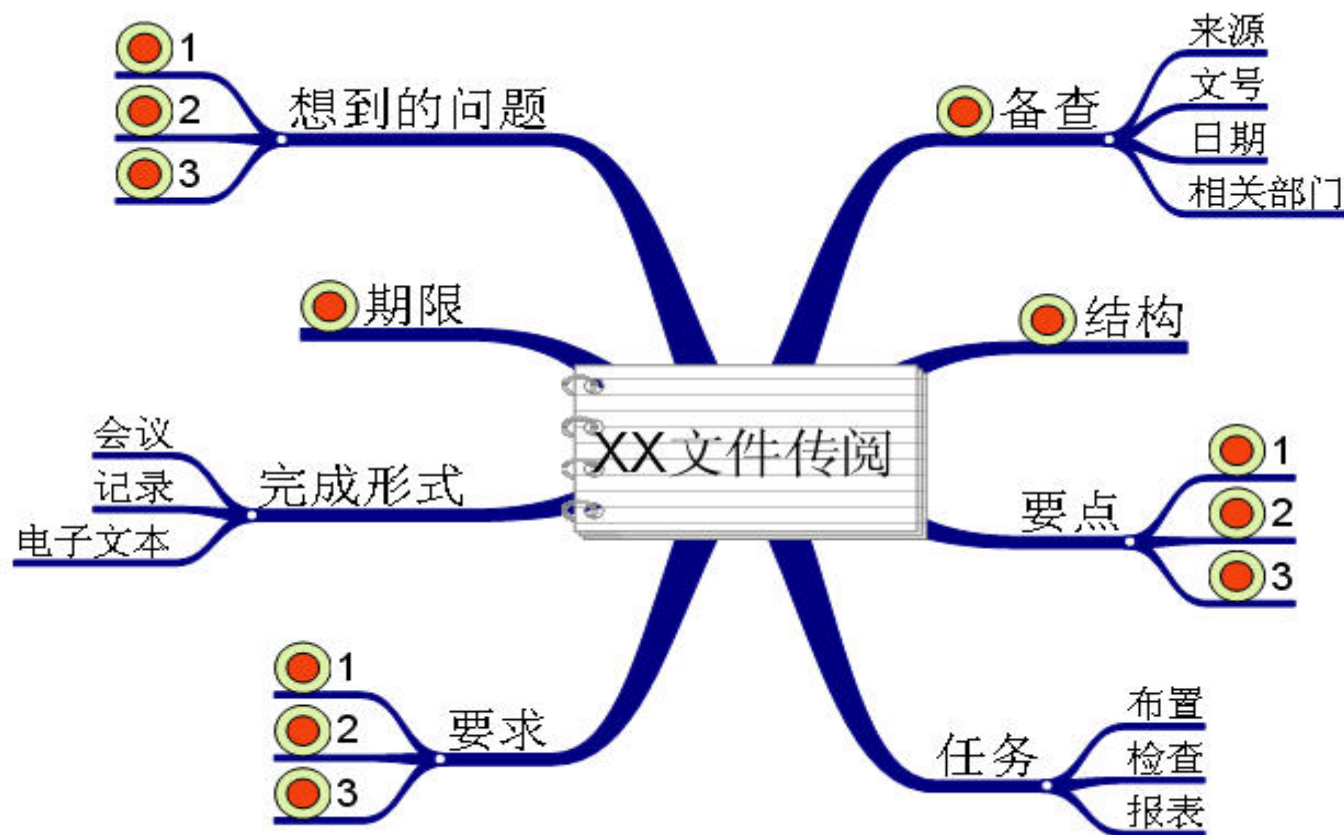 XX文件传阅
备查
来源
文号
日期
相关部门
结构
要点
1
2
3
任务
布置
检查
报表
要求
1
2
3
完成形式
会议
记录
电子文本
期限
想到的问题
1
2
3